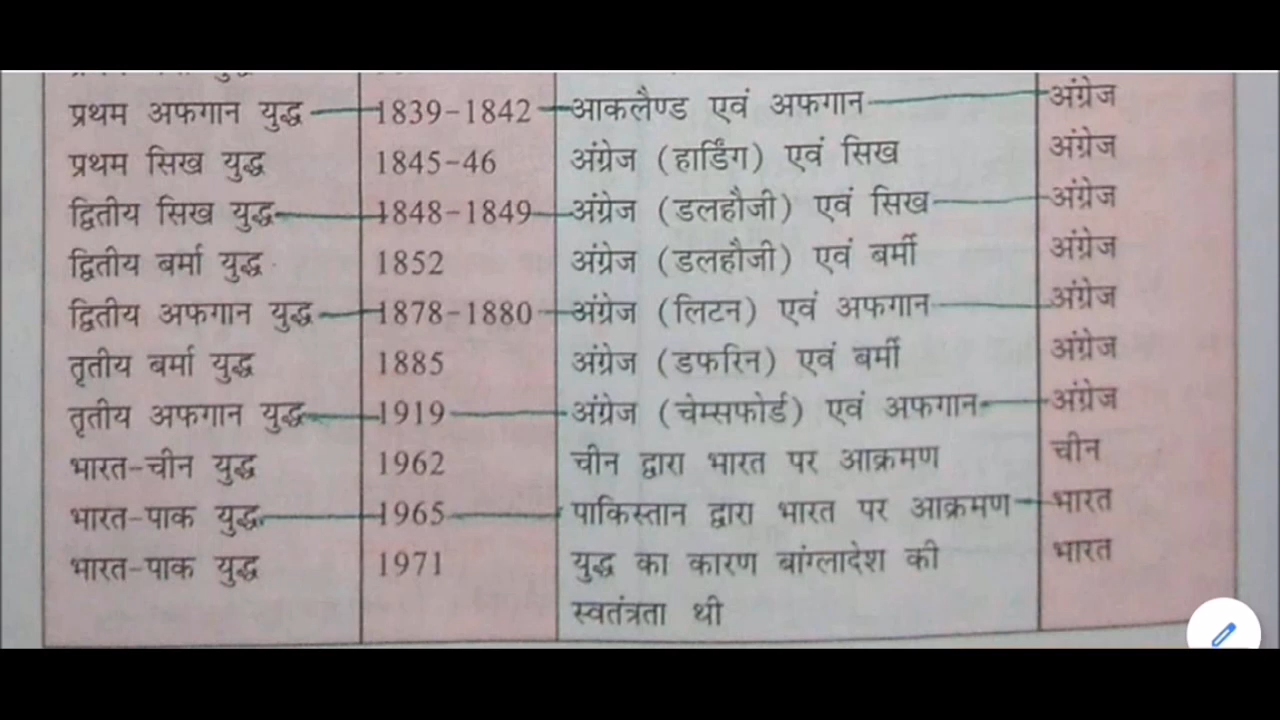 प्रथम अफगान युद्ध 1839-1842 आकलैण्ड एवं अफगान अंग्रेज
प्रथम सिख युद्ध 1845-46 अंग्रेज (हार्डिंग) एवं सिख अंग्रेज
द्वितीय सिख युद्ध 1848-1849 अंग्रेज (डलहौजी) एवं सिख अंग्रेज
द्वितीय बर्मा युद्ध 1852 अंग्रेज (डलहौजी) एवं बर्मी अंग्रेज
द्वितीय अफगान युद्ध 1878-1880 अंग्रेज (लिटन) एवं अफगान अंग्रेज
तृतीय बर्मा युद्ध 1885 अंग्रेज (डफरिन) एवं बर्मी अंग्रेज
तृतीय अफगान युद्ध 1919 अंग्रेज (चेम्सफोर्ड) एवं अफगान अंग्रेज
भारत-चीन युद्ध 1962 चीन द्वारा भारत पर आक्रमण चीन
भारत-पाक युद्ध 1965 पाकिस्तान द्वारा भारत पर आक्रमण भारत
भारत-पाक युद्ध 1971 युद्ध का कारण बांग्लादेश की भारत
स्वतंत्रता थी